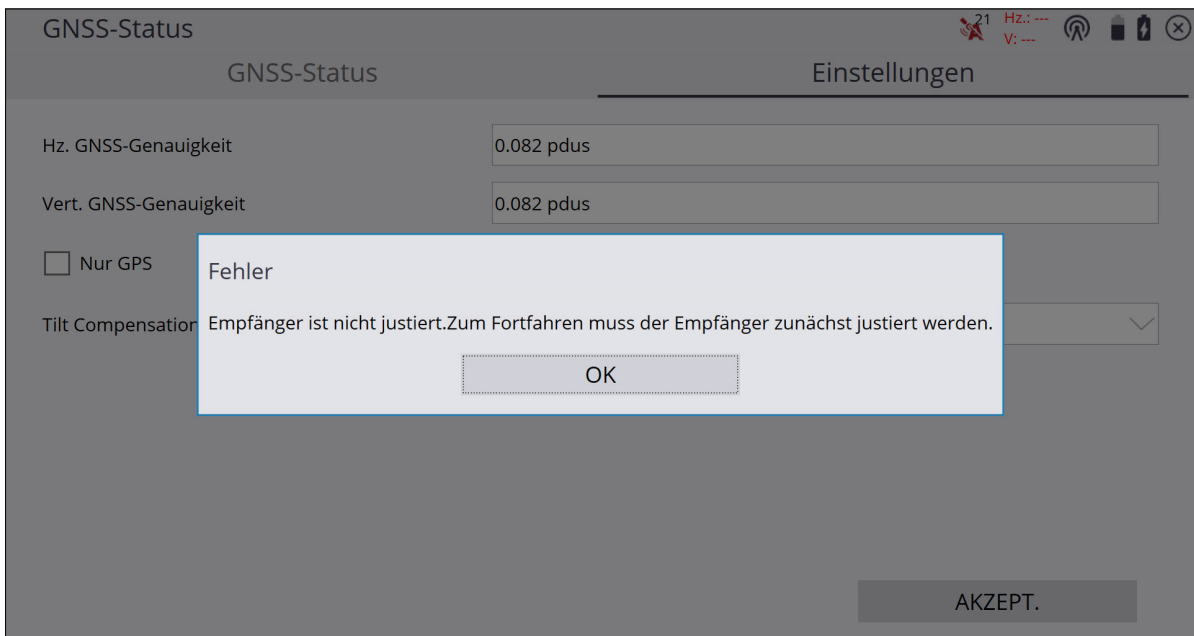 GNSS-Status
21
Hz.: ---
V: ---
GNSS-Status
Einstellungen
Hz. GNSS-Genauigkeit
0.082 pdus
Vert. GNSS-Genauigkeit
0.082 pdus
Nur GPS
Tilt Compensation
Fehler
Empfänger ist nicht justiert.Zum Fortfahren muss der Empfänger zunächst justiert werden.
OK
AKZEPT.